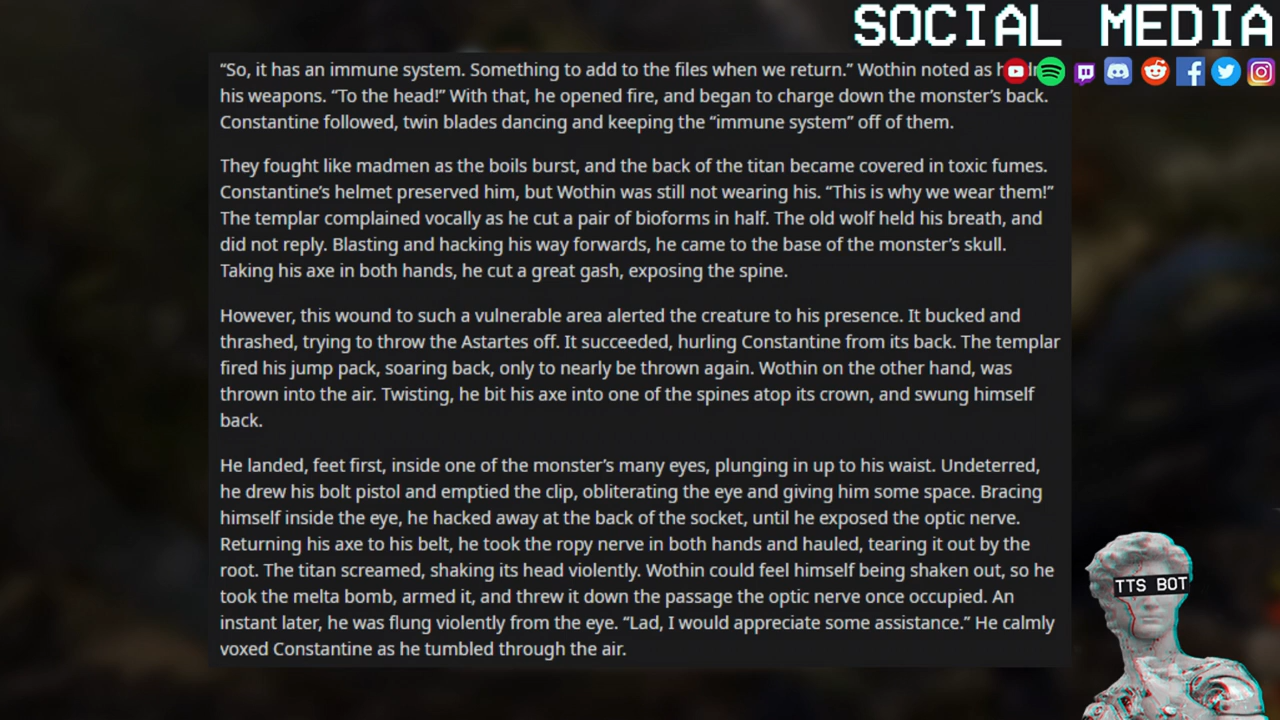 SOCIAL MEDIA
“So, it has an immune system. Something to add to the files when we return.” Wothin noted as
his weapons. “To the head!” With that, he opened fire, and began to charge down the monster’s back.
Constantine followed, twin blades dancing and keeping the “immune system” off of them.
They fought like madmen as the boils burst, and the back of the titan became covered in toxic fumes.
Constantine’s helmet preserved him, but Wothin was still not wearing his. “This is why we wear them!”
The templar complained vocally as he cut a pair of bioforms in half. The old wolf held his breath, and
did not reply. Blasting and hacking his way forwards, he came to the base of the monster’s skull.
Taking his axe in both hands, he cut a great gash, exposing the spine.
However, this wound to such a vulnerable area alerted the creature to his presence. It bucked and
thrashed, trying to throw the Astartes off. It succeeded, hurling Constantine from its back. The templar
fired his jump pack, soaring back, only to nearly be thrown again. Wothin on the other hand, was
thrown into the air. Twisting, he bit his axe into one of the spines atop its crown, and swung himself
back.
He landed, feet first, inside one of the monster’s many eyes, plunging in up to his waist. Undeterred,
he drew his bolt pistol and emptied the clip, obliterating the eye and giving him some space. Bracing
himself inside the eye, he hacked away at the back of the socket, until he exposed the optic nerve.
Returning his axe to his belt, he took the ropy nerve in both hands and hauled, tearing it out by the
root. The titan screamed, shaking its head violently. Wothin could feel himself being shaken out, so he
took the melta bomb, armed it, and threw it down the passage the optic nerve once occupied. An
instant later, he was flung violently from the eye. “Lad, I would appreciate some assistance.” He calmly
voxed Constantine as he tumbled through the air.
TTS BOT